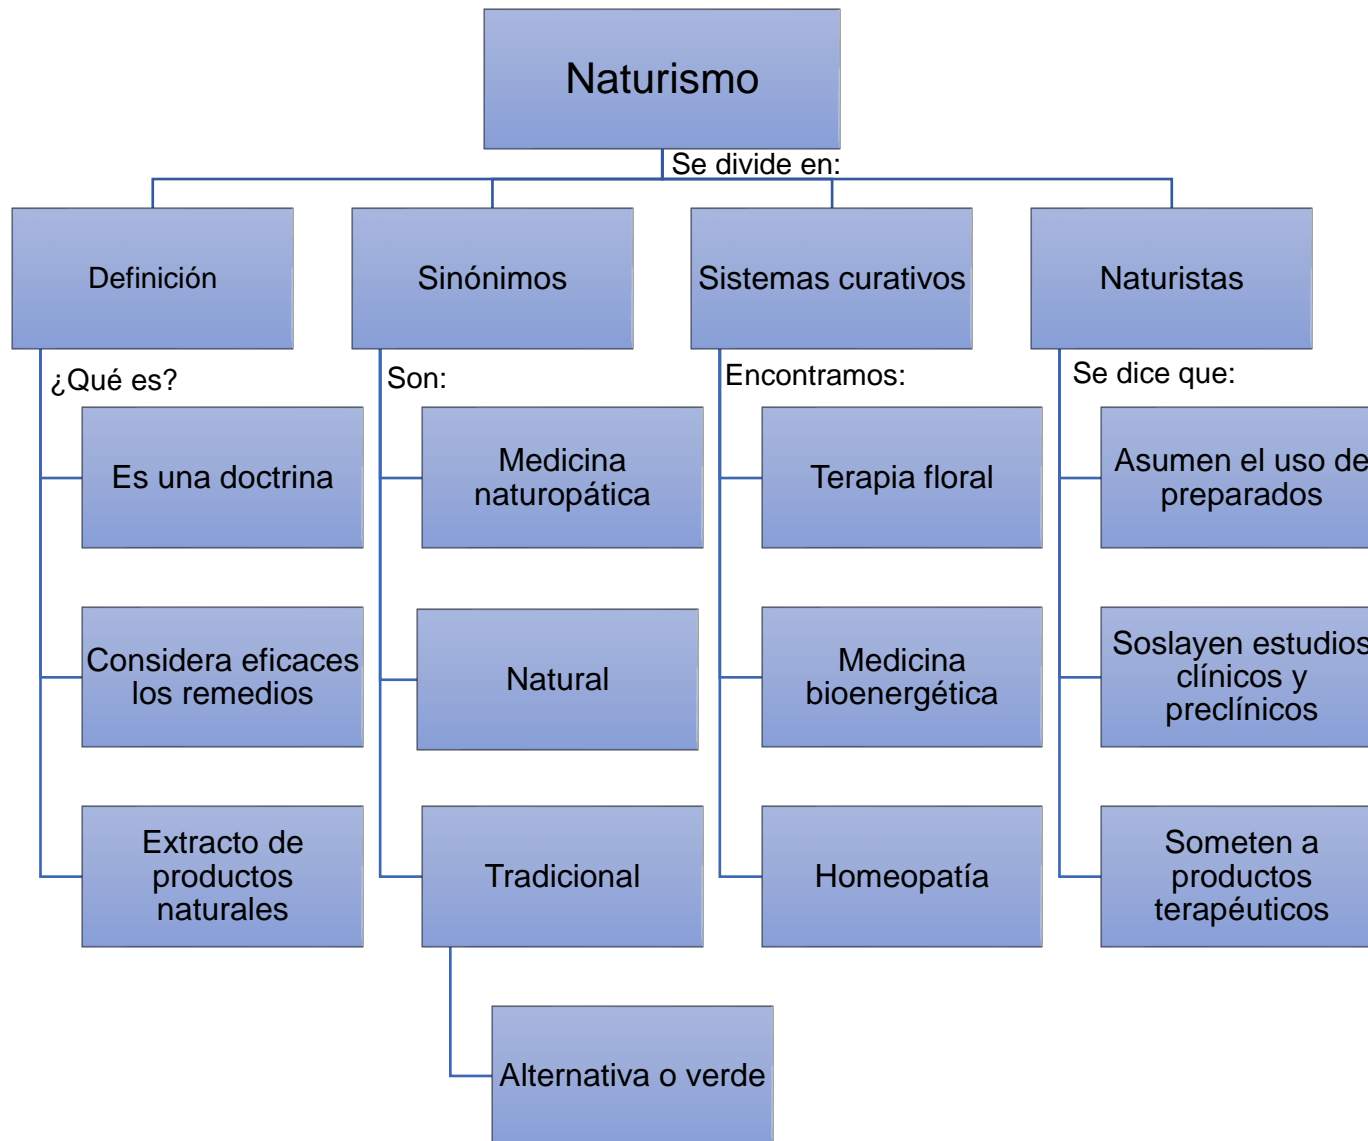 Naturismo
Se divide en:
Definición
Sinónimos
Sistemas curativos
Naturistas
¿Qué es?
Son:
Encontramos:
Se dice que:
Es una doctrina
Medicina
naturopática
Terapia floral
Asumen el uso de
preparados
Considera eficaces
los remedios
Natural
Medicina
bioenergética
Soslayen estudios
clínicos y
preclínicos
Extracto de
productos
naturales
Tradicional
Homeopatía
Someten a
productos
terapéuticos
Alternativa o verde